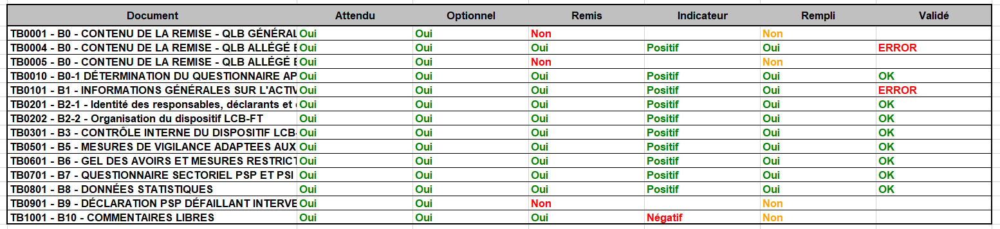 Document Attendu Optionnel Remis Indicateur Rempli Validé
TB0001 - B0 - CONTENU DE LA REMISE - QLB GÉNÉRAL Oui Oui Non Non
TB0004 - B0 - CONTENU DE LA REMISE - QLB ALLÉGÉ Oui Oui Oui Positif Oui ERROR
TB0005 - B0 - CONTENU DE LA REMISE - QLB ALLÉGÉ Oui Oui Non Non
TB0010 - B0-1 DÉTERMINATION DU QUESTIONNAIRE AP Oui Oui Oui Positif Oui OK
TB0101 - B1 - INFORMATIONS GÉNÉRALES SUR L'ACTIV Oui Oui Oui Positif Oui ERROR
TB0201 - B2-1 - Identité des responsables, déclarants et Oui Oui Oui Positif Oui OK
TB0202 - B2-2 - Organisation du dispositif LCB-FT Oui Oui Oui Positif Oui OK
TB0301 - B3 - CONTRÔLE INTERNE DU DISPOSITIF LCB- Oui Oui Oui Positif Oui OK
TB0501 - B5 - MESURES DE VIGILANCE ADAPTEES AUX Oui Oui Oui Positif Oui OK
TB0601 - B6 - GEL DES AVOIRS ET MESURES RESTRICT Oui Oui Oui Positif Oui OK
TB0701 - B7 - QUESTIONNAIRE SECTORIEL PSP ET PSI Oui Oui Oui Positif Oui OK
TB0801 - B8 - DONNÉES STATISTIQUES Oui Oui Oui Positif Oui OK
TB0901 - B9 - DÉCLARATION PSP DÉFAILLANT INTERVE Oui Oui Non Non
TB1001 - B10 - COMMENTAIRES LIBRES Oui Oui Oui Négatif Non